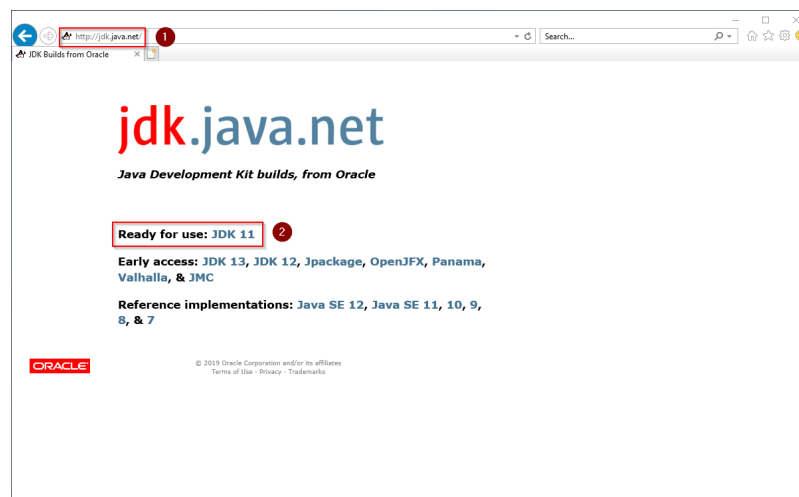 http://jdk.java.net/
1
Search...
JDK Builds from Oracle
jdk.java.net
Java Development Kit builds, from Oracle
Ready for use: JDK 11
2
Early access: JDK 13, JDK 12, Jpackage, OpenJFX, Panama,
Valhalla, & JMC
Reference implementations: Java SE 12, Java SE 11, 10, 9,
8, & 7
ORACLE
© 2019 Oracle Corporation and/or its affiliates
Terms of Use · Privacy · Trademarks